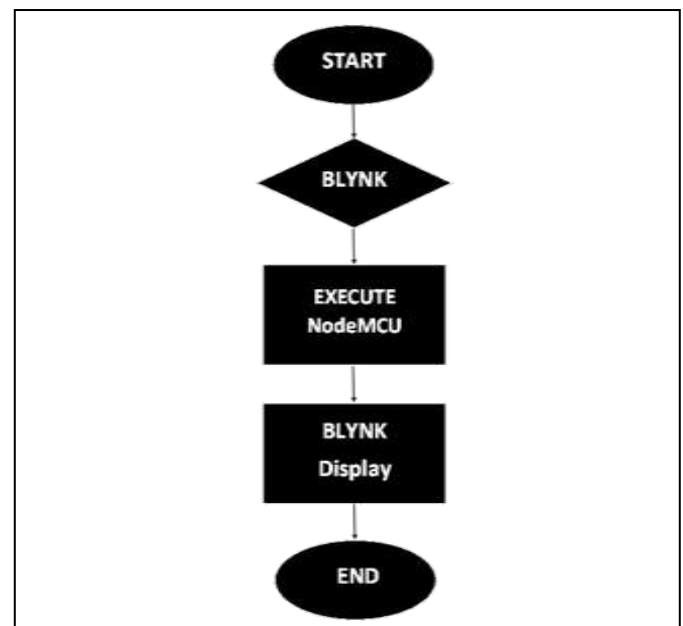 START
BLYNK
EXECUTE
NodeMCU
BLYNK
Display
END